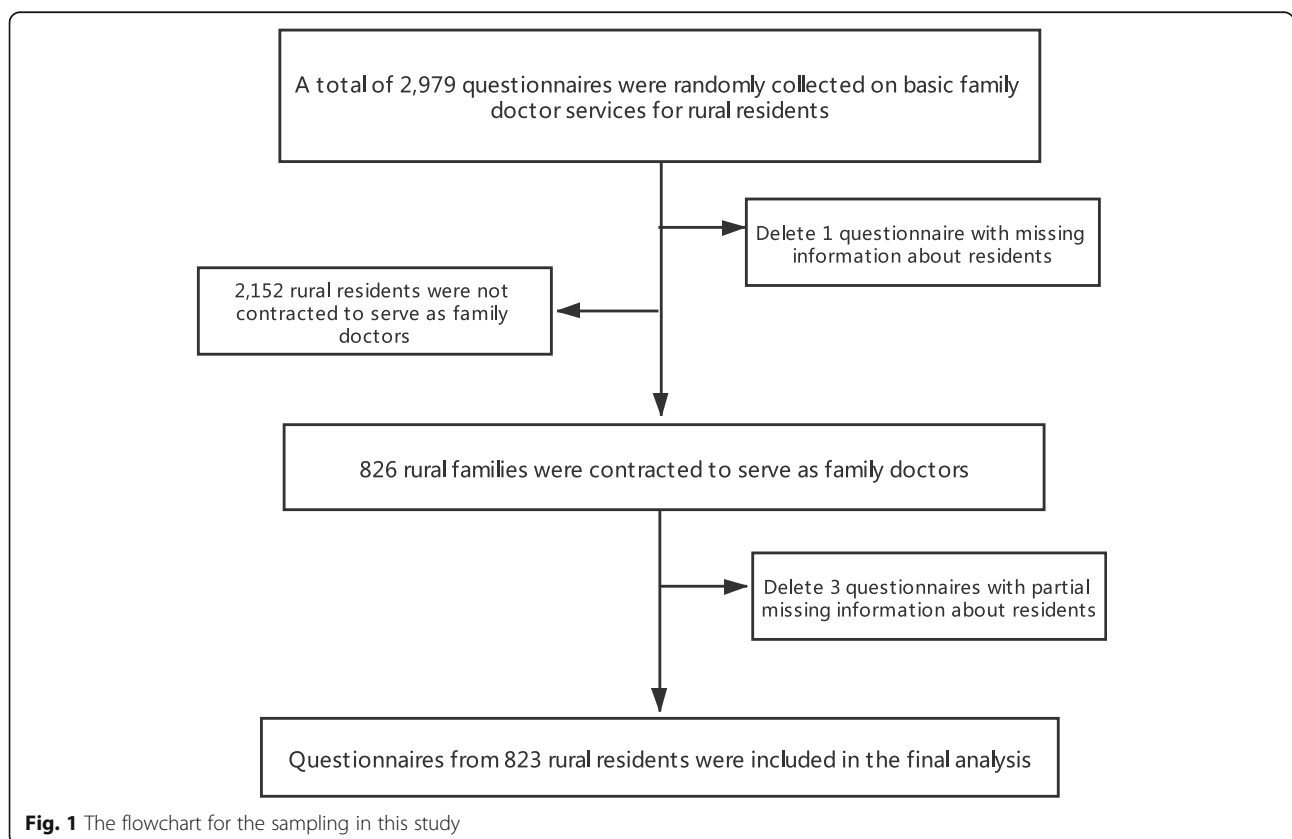 A total of 2,979 questionnaires were randomly collected on basic family
doctor services for rural residents
Delete 1 questionnaire with missing
information about residents
2,152 rural residents were not
contracted to serve as family
doctors
826 rural families were contracted to serve as family doctors
Delete 3 questionnaires with partial
missing information about residents
Questionnaires from 823 rural residents were included in the final analysis
Fig. 1 The flowchart for the sampling in this study